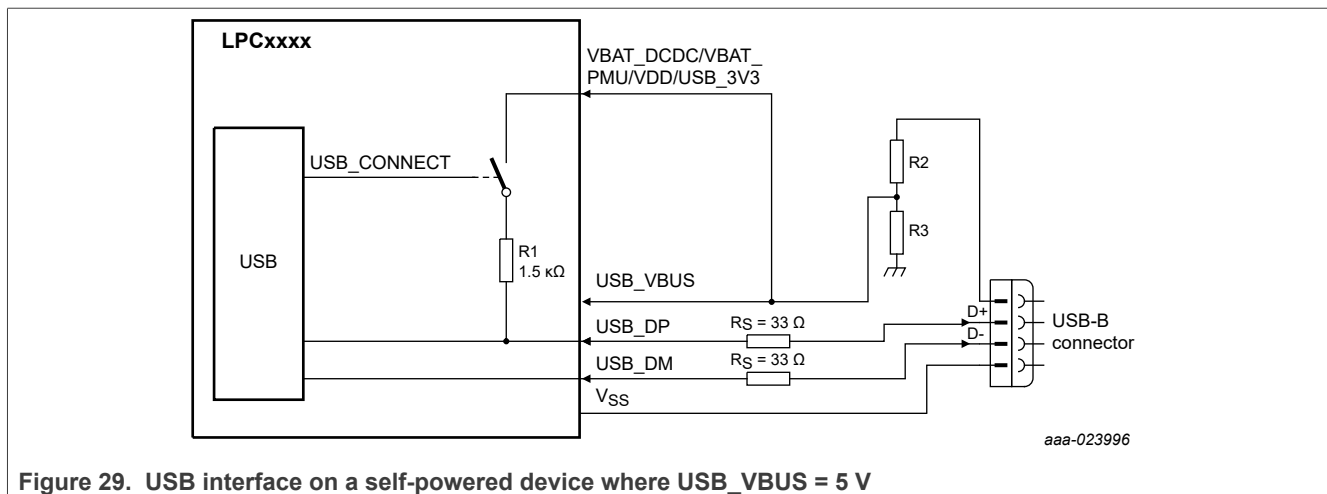 LPCxxxx
VBAT_DCDC/VBAT_
PMU/VDD/USB_3V3
USB_CONNECT
R2
R3
R1
1.5 κΩ
USB
USB_VBUS
USB_DP
RS = 33 Ω
D+
USB-B
connector
D-
USB_DM
RS = 33 Ω
VSS
aaa-023996
Figure 29. USB interface on a self-powered device where USB_VBUS = 5 V